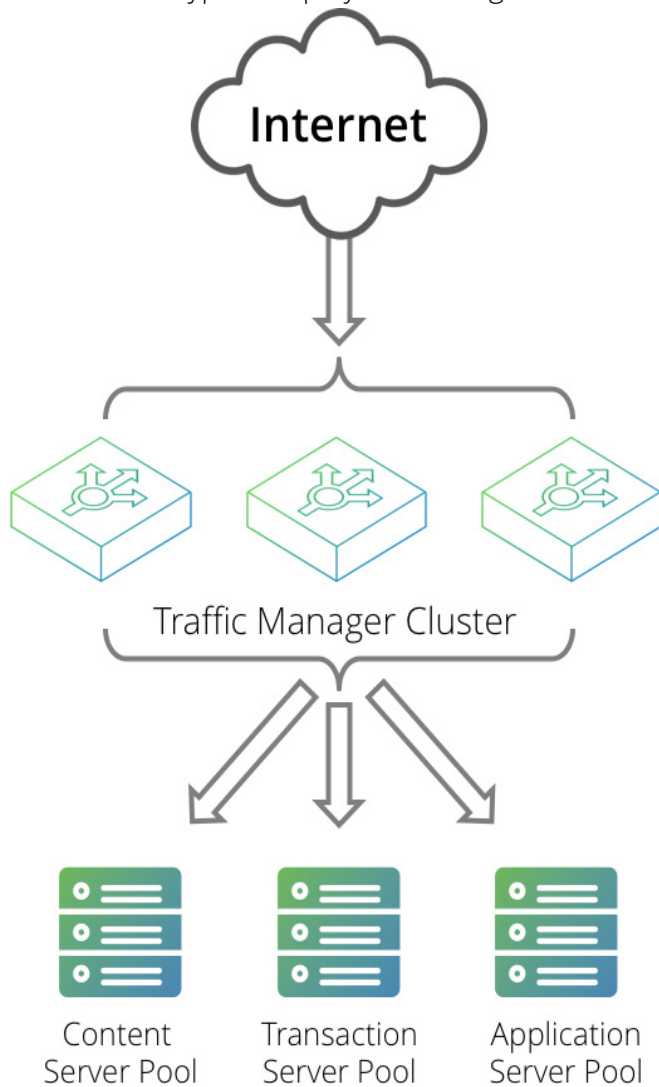 Internet
Traffic Manager Cluster
Content
Server Pool
Transaction
Server Pool
Application
Server Pool